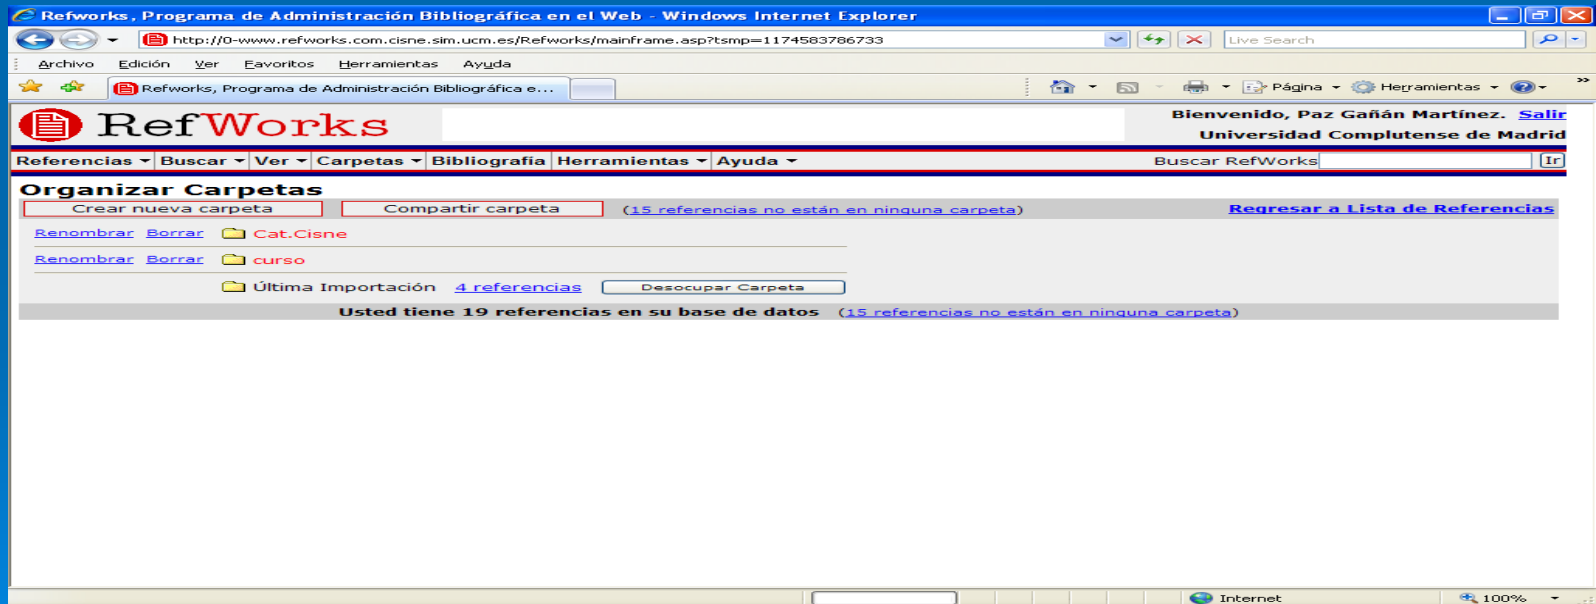 Refworks, Programa de Administración Bibliográfica en el Web - Windows Internet Explorer
http://0-www.refworks.com.cisne.sim.ucm.es/Refworks/mainframe.asp?tsmp=1174583786733 Live Search
Archivo Edición Ver Favoritos Herramientas Ayuda
Refworks, Programa de Administración Bibliográfica e... Página Herramientas
RefWorks
Bienvenido, Paz Gañán Martínez. Salir
Universidad Complutense de Madrid
Referencias Buscar Ver Carpetas Bibliografía Herramientas Ayuda Buscar RefWorks Ir
Organizar Carpetas
Crear nueva carpeta Compartir carpeta (15 referencias no están en ninguna carpeta) Regresar a Lista de Referencias
Renombrar Borrar Cat.Cisne
Renombrar Borrar curso
Última Importación 4 referencias Desocupar Carpeta
Usted tiene 19 referencias en su base de datos (15 referencias no están en ninguna carpeta)
Internet 100%